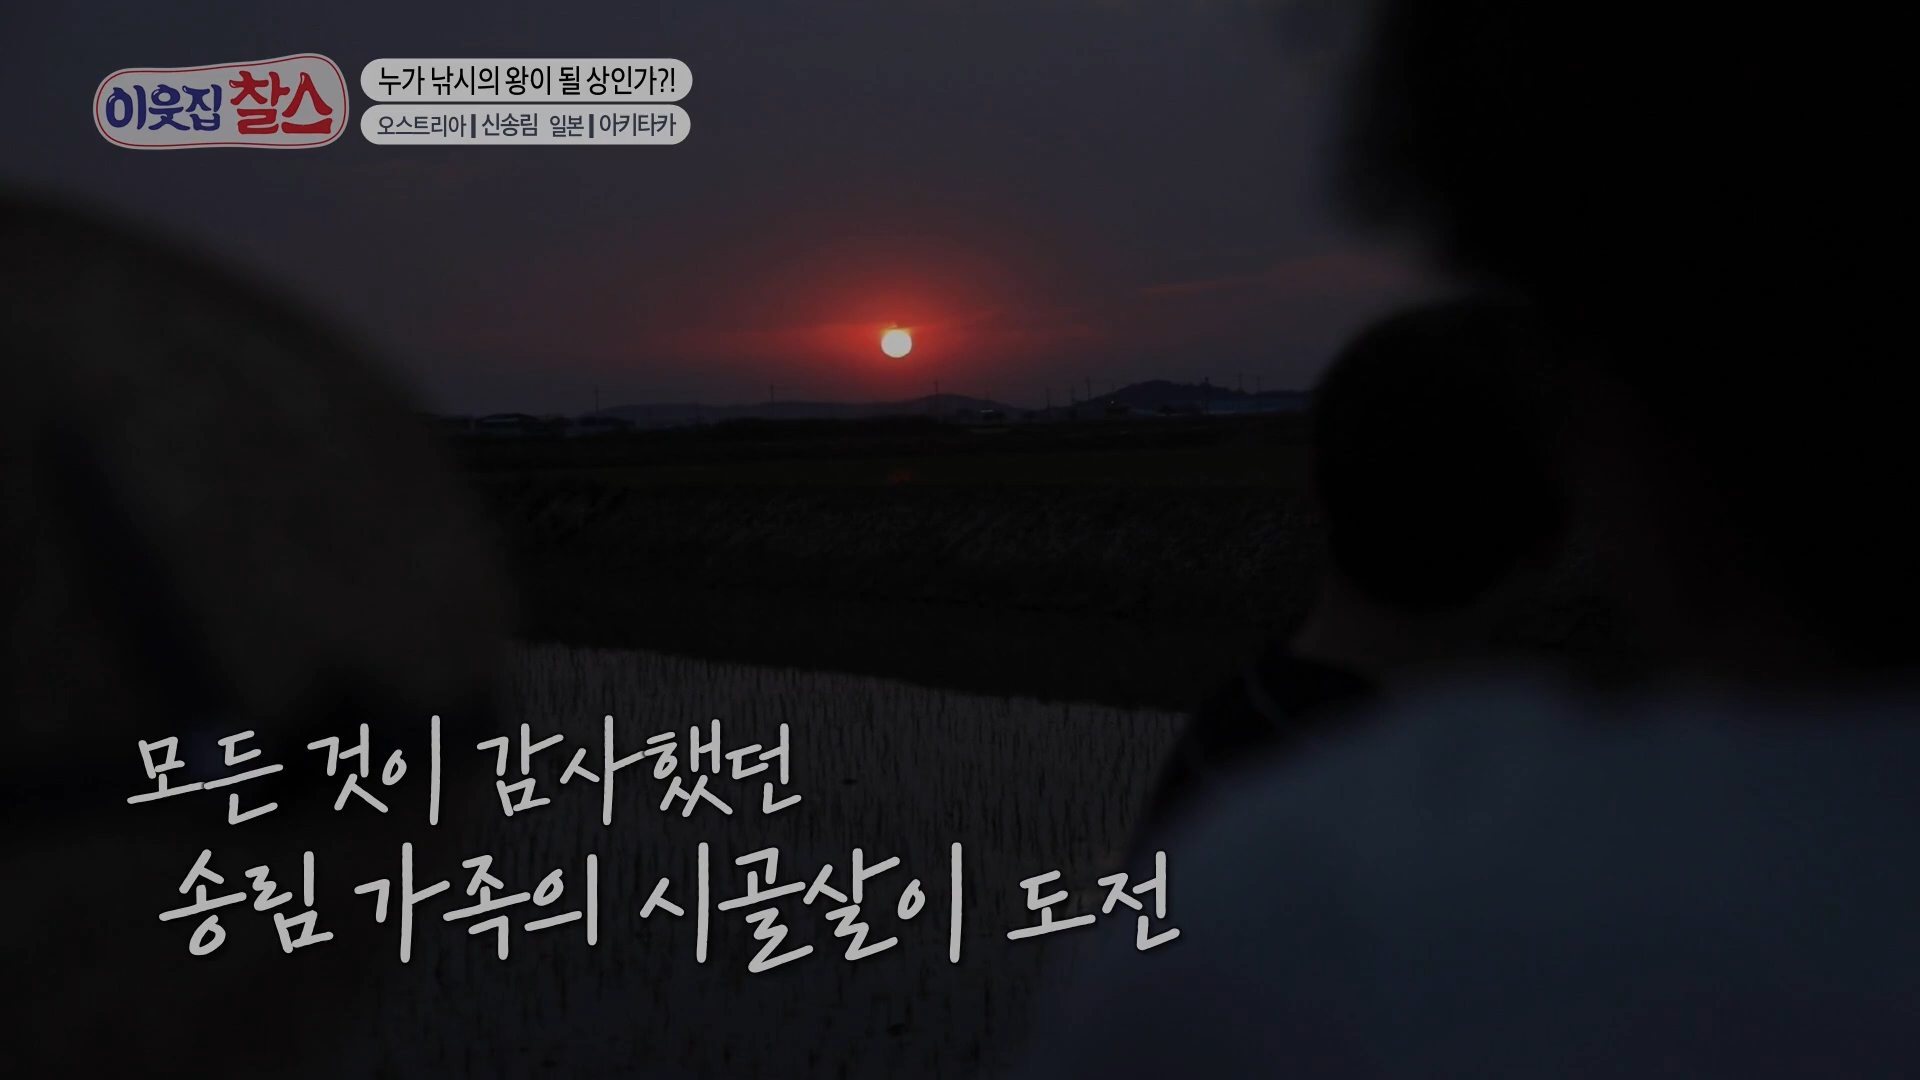 이웃집 찰스
누가 낚시의 왕이 될 상인가?!
오스트리아 | 신송림 일본 | 아키타카
모든 것이 감사했던
송림 가족의 시골살이 도전